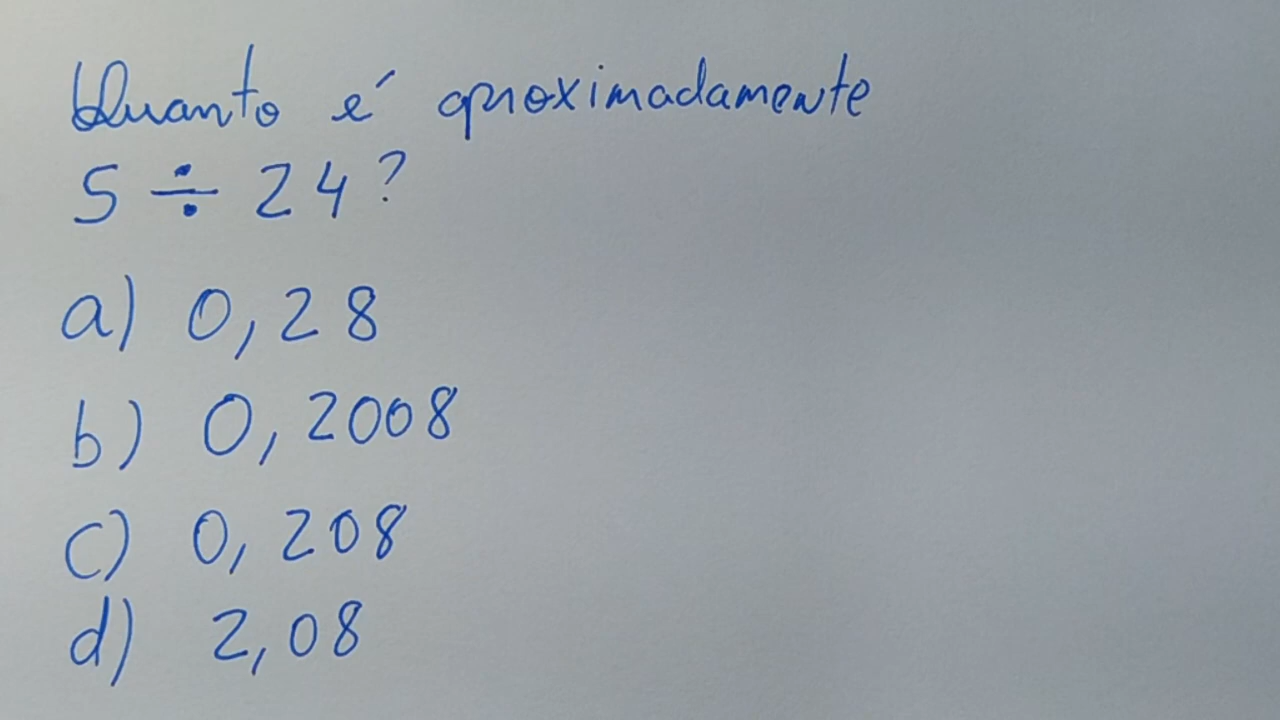 Quanto é aproximadamente
5 ÷ 24?
a) 0,28
b) 0,2008
c) 0,208
d) 2,08